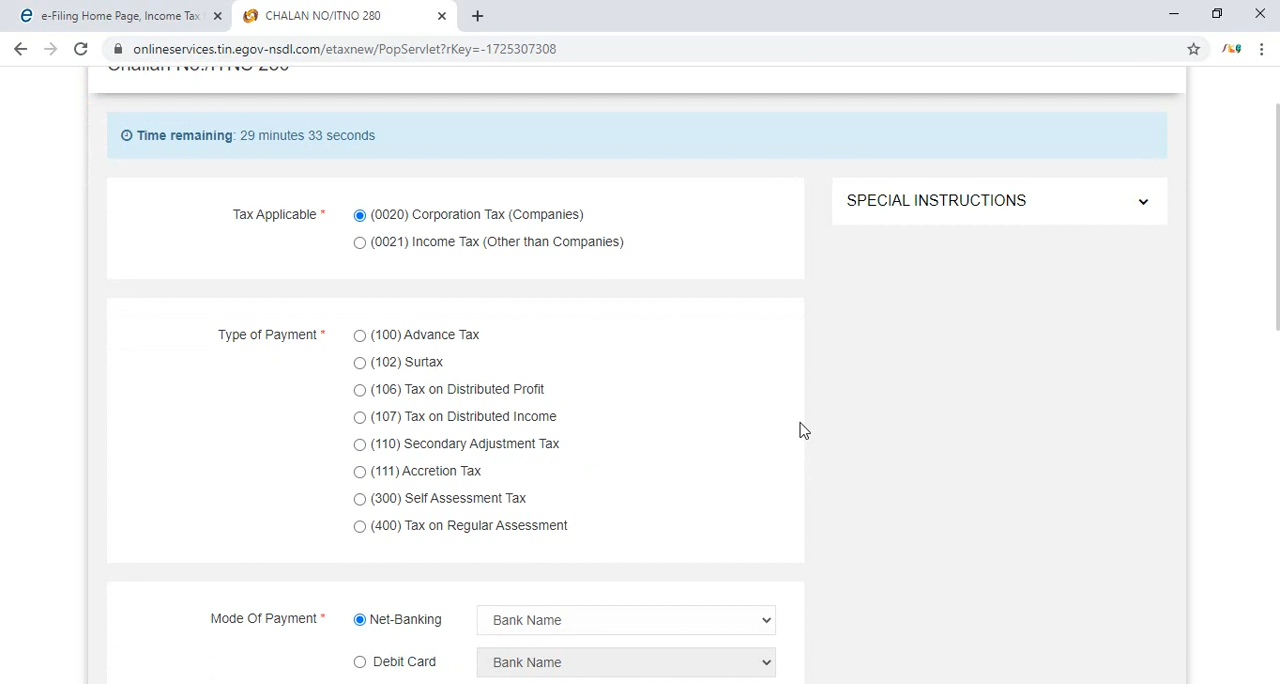 e-Filing Home Page, Income Tax
CHALAN NO/ITNO 280
onlineservices.tin.egov-nsdl.com/etaxnew/PopServlet?rKey=-1725307308
Challan No./ITNS 280
Time remaining: 29 minutes 33 seconds
Tax Applicable *
(0020) Corporation Tax (Companies)
(0021) Income Tax (Other than Companies)
SPECIAL INSTRUCTIONS
Type of Payment *
(100) Advance Tax
(102) Surtax
(106) Tax on Distributed Profit
(107) Tax on Distributed Income
(110) Secondary Adjustment Tax
(111) Accretion Tax
(300) Self Assessment Tax
(400) Tax on Regular Assessment
Mode Of Payment *
Net-Banking
Bank Name
Debit Card
Bank Name